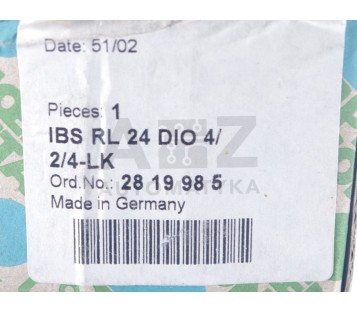 Date: 51/02
Pieces: 1
IBS RL 24 DIO 4/
2/4-LK
Ord.No.: 28 19 98 5
Made in Germany